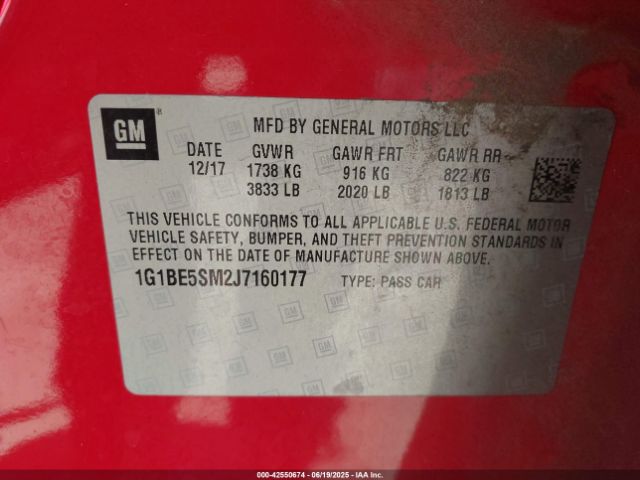 GM ®
MFD BY GENERAL MOTORS LLC
DATE GVWR GAWR FRT GAWR RR
12/17 1738 KG 916 KG 822 KG
3833 LB 2020 LB 1813 LB
THIS VEHICLE CONFORMS TO ALL APPLICABLE U.S. FEDERAL MOTOR
VEHICLE SAFETY, BUMPER, AND THEFT PREVENTION STANDARDS IN
EFFECT ON THE DATE OF MANUFACTURE SHOWN ABOVE.
1G1BE5SM2J7160177 TYPE: PASS CAR
000-42550674 - 06/19/2025 - IAA Inc.